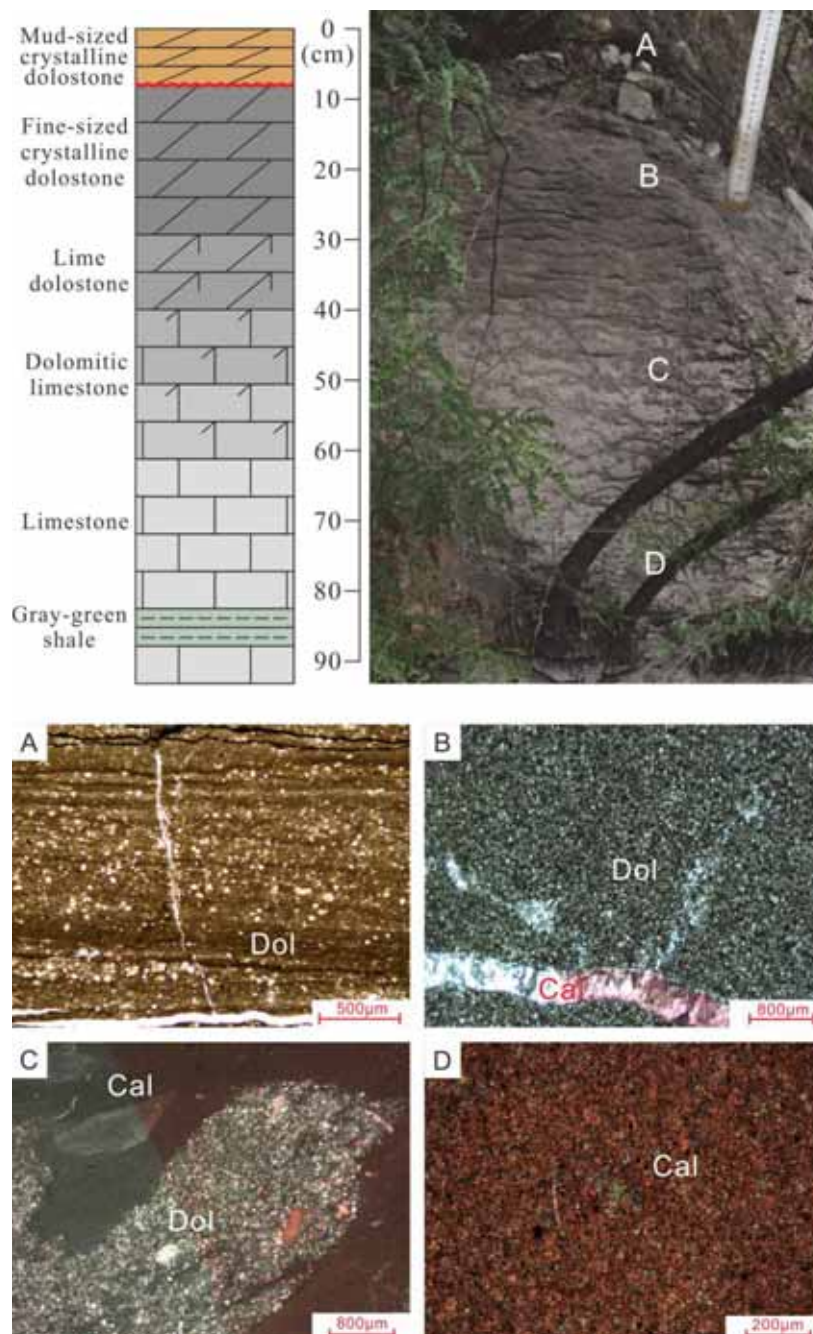 Mud-sized
crystalline
dolostone
Fine-sized
crystalline
dolostone
Lime
dolostone
Dolomitic
limestone
Limestone
Gray-green
shale
0
(cm)
10
20
30
40
50
60
70
80
90
A
B
C
D
A
Dol
500μm
B
Dol
Cal
800μm
C
Cal
Dol
800μm
D
Cal
200μm